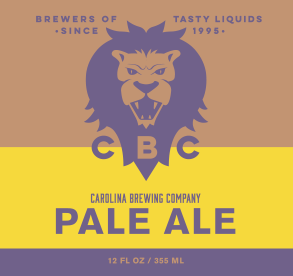 BREWERS OF TASTY LIQUIDS
•SINCE 1995•
C B C
CAROLINA BREWING COMPANY
PALE ALE
12 FL OZ / 355 ML